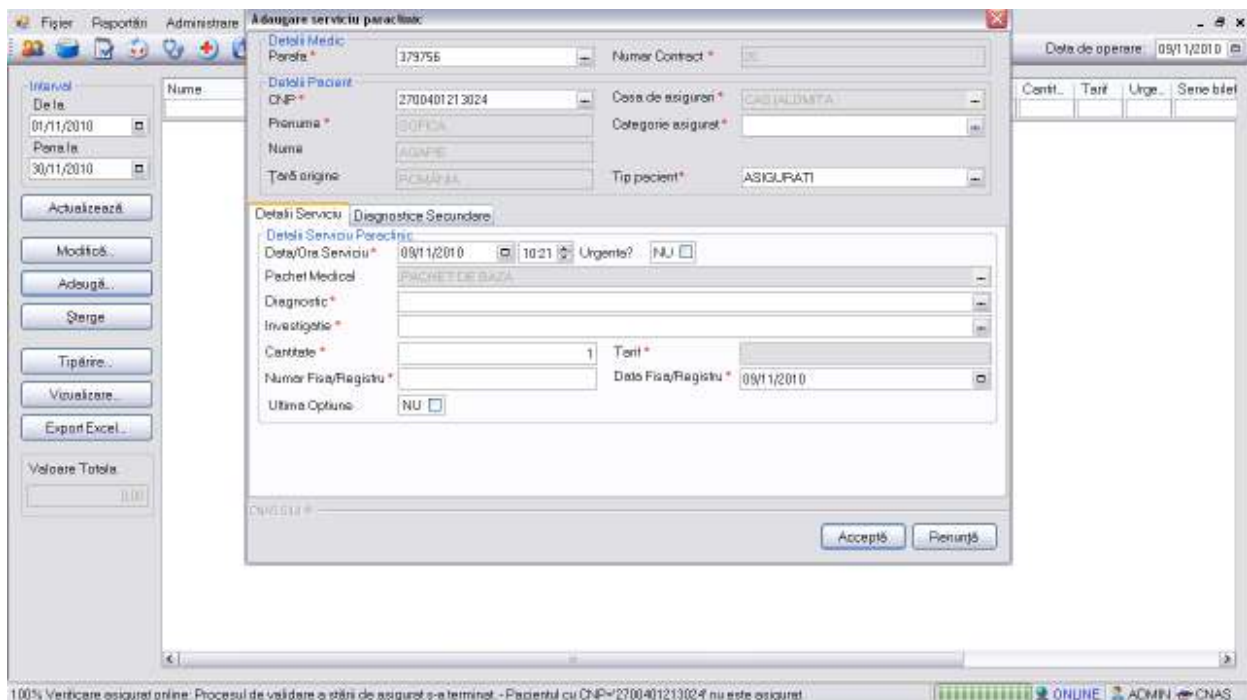 Fișier Raportări Administrare
Adaugare serviciu paraclinic
Data de operare: 09/11/2010
Interval
De la
01/11/2010
Pana la
30/11/2010
Actualizează
Modifică...
Adaugă...
Șterge
Tipărire...
Vizualizare...
Export Excel...
Valoare Totala
0.00
Nume
Cantit... Tarif Urge... Serie bilet
Detalii Medic
Parafa * 379756 Numar Contract *
Detalii Pacient
CNP * 2700401213024 Casa de asigurari * CAS IALOMITA
Prenume * SOFICA Categorie asigurat *
Nume AGAPIE
Țară origine ROMÂNIA Tip pacient * ASIGURATI
Detalii Serviciu Diagnostice Secundare
Detalii Serviciu Paraclinic
Data/Ora Serviciu * 09/11/2010 10:21 Urgenta? NU
Pachet Medical PACHET DE BAZA
Diagnostic *
Investigatie *
Cantitate * 1 Tarif *
Numar Fisa/Registru * Data Fisa/Registru * 09/11/2010
Ultima Optiune NU
CNAS SIUI ©
Acceptă Renunță
100% Verificare asigurat online: Procesul de validare a stării de asigurat s-a terminat. - Pacientul cu CNP='2700401213024' nu este asigurat ONLINE ADMIN CNAS